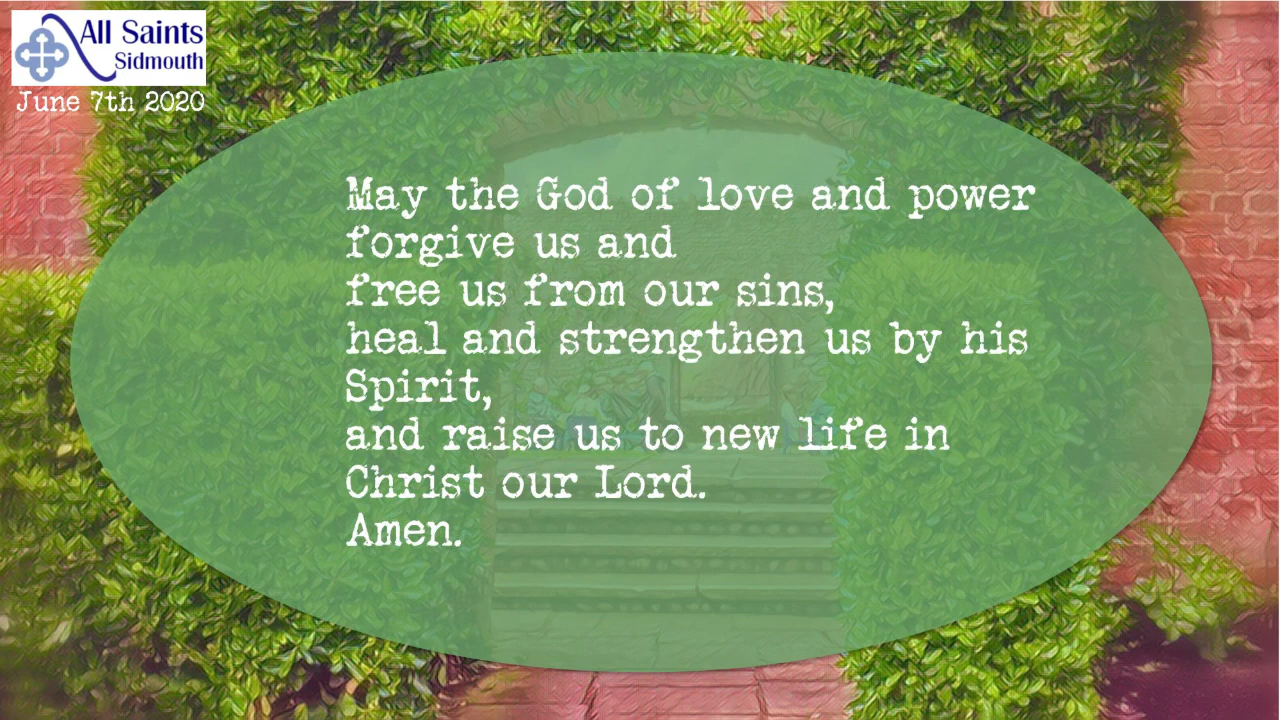 All Saints
Sidmouth
June 7th 2020
May the God of love and power
forgive us and
free us from our sins,
heal and strengthen us by his
Spirit,
and raise us to new life in
Christ our Lord.
Amen.